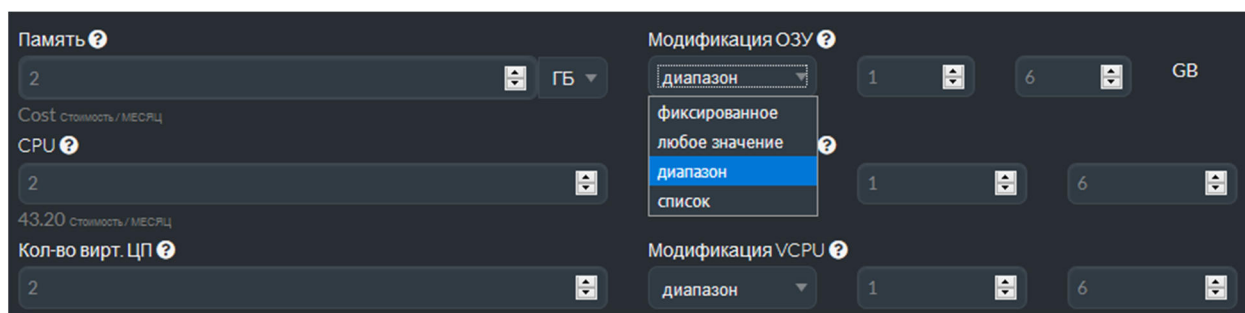 Память ? Модификация ОЗУ ?
2 ГБ диапазон 1 6 GB
Cost Стоимость / МЕСЯЦ фиксированное
CPU ? любое значение ?
2 диапазон 1 6
43.20 Стоимость / МЕСЯЦ список
Кол-во вирт. ЦП ? Модификация VCPU ?
2 диапазон 1 6